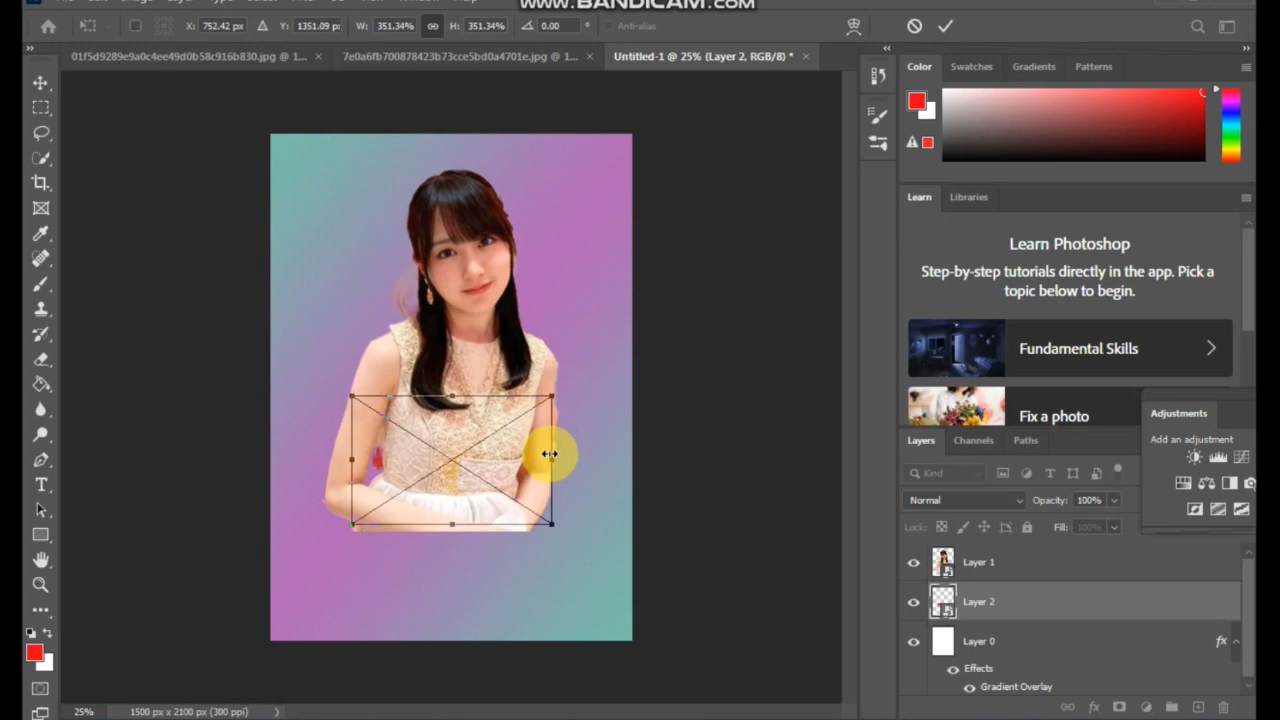 www.BANDICAM.com
X: 752.42 px Y: 1351.09 p: W: 351.34% H: 351.34% 0.00 ° Anti-alias
01f5d9289e9a0c4ee49d0b58c916b830.jpg @ 1... × 7e0a6fb700878423b73cce5bd0a4701e.jpg @ 1... × Untitled-1 @ 25% (Layer 2, RGB/8) * ×
Color Swatches Gradients Patterns
Learn Libraries
Learn Photoshop
Step-by-step tutorials directly in the app. Pick a
topic below to begin.
Fundamental Skills
Fix a photo
Adjustments
Add an adjustment
Layers Channels Paths
Kind
Normal Opacity: 100%
Lock: Fill: 100%
Layer 1
Layer 2
Layer 0 fx
Effects
Gradient Overlay
fx
25% 1500 px x 2100 px (300 ppi)